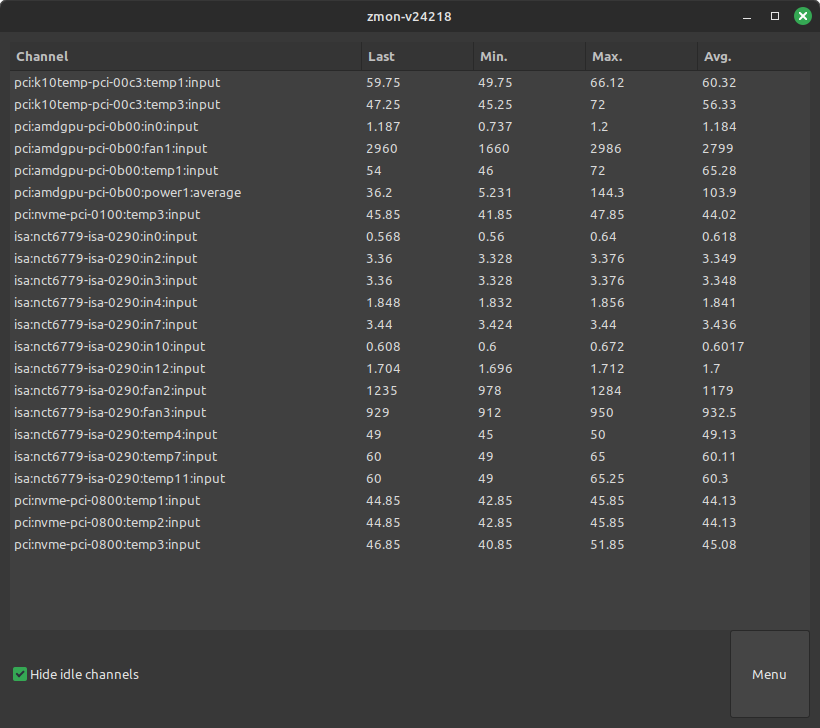 zmon-v24218
Channel Last Min. Max. Avg.
pci:k10temp-pci-00c3:temp1:input 59.75 49.75 66.12 60.32
pci:k10temp-pci-00c3:temp3:input 47.25 45.25 72 56.33
pci:amdgpu-pci-0b00:in0:input 1.187 0.737 1.2 1.184
pci:amdgpu-pci-0b00:fan1:input 2960 1660 2986 2799
pci:amdgpu-pci-0b00:temp1:input 54 46 72 65.28
pci:amdgpu-pci-0b00:power1:average 36.2 5.231 144.3 103.9
pci:nvme-pci-0100:temp3:input 45.85 41.85 47.85 44.02
isa:nct6779-isa-0290:in0:input 0.568 0.56 0.64 0.618
isa:nct6779-isa-0290:in2:input 3.36 3.328 3.376 3.349
isa:nct6779-isa-0290:in3:input 3.36 3.328 3.376 3.348
isa:nct6779-isa-0290:in4:input 1.848 1.832 1.856 1.841
isa:nct6779-isa-0290:in7:input 3.44 3.424 3.44 3.436
isa:nct6779-isa-0290:in10:input 0.608 0.6 0.672 0.6017
isa:nct6779-isa-0290:in12:input 1.704 1.696 1.712 1.7
isa:nct6779-isa-0290:fan2:input 1235 978 1284 1179
isa:nct6779-isa-0290:fan3:input 929 912 950 932.5
isa:nct6779-isa-0290:temp4:input 49 45 50 49.13
isa:nct6779-isa-0290:temp7:input 60 49 65 60.11
isa:nct6779-isa-0290:temp11:input 60 49 65.25 60.3
pci:nvme-pci-0800:temp1:input 44.85 42.85 45.85 44.13
pci:nvme-pci-0800:temp2:input 44.85 42.85 45.85 44.13
pci:nvme-pci-0800:temp3:input 46.85 40.85 51.85 45.08
Hide idle channels
Menu